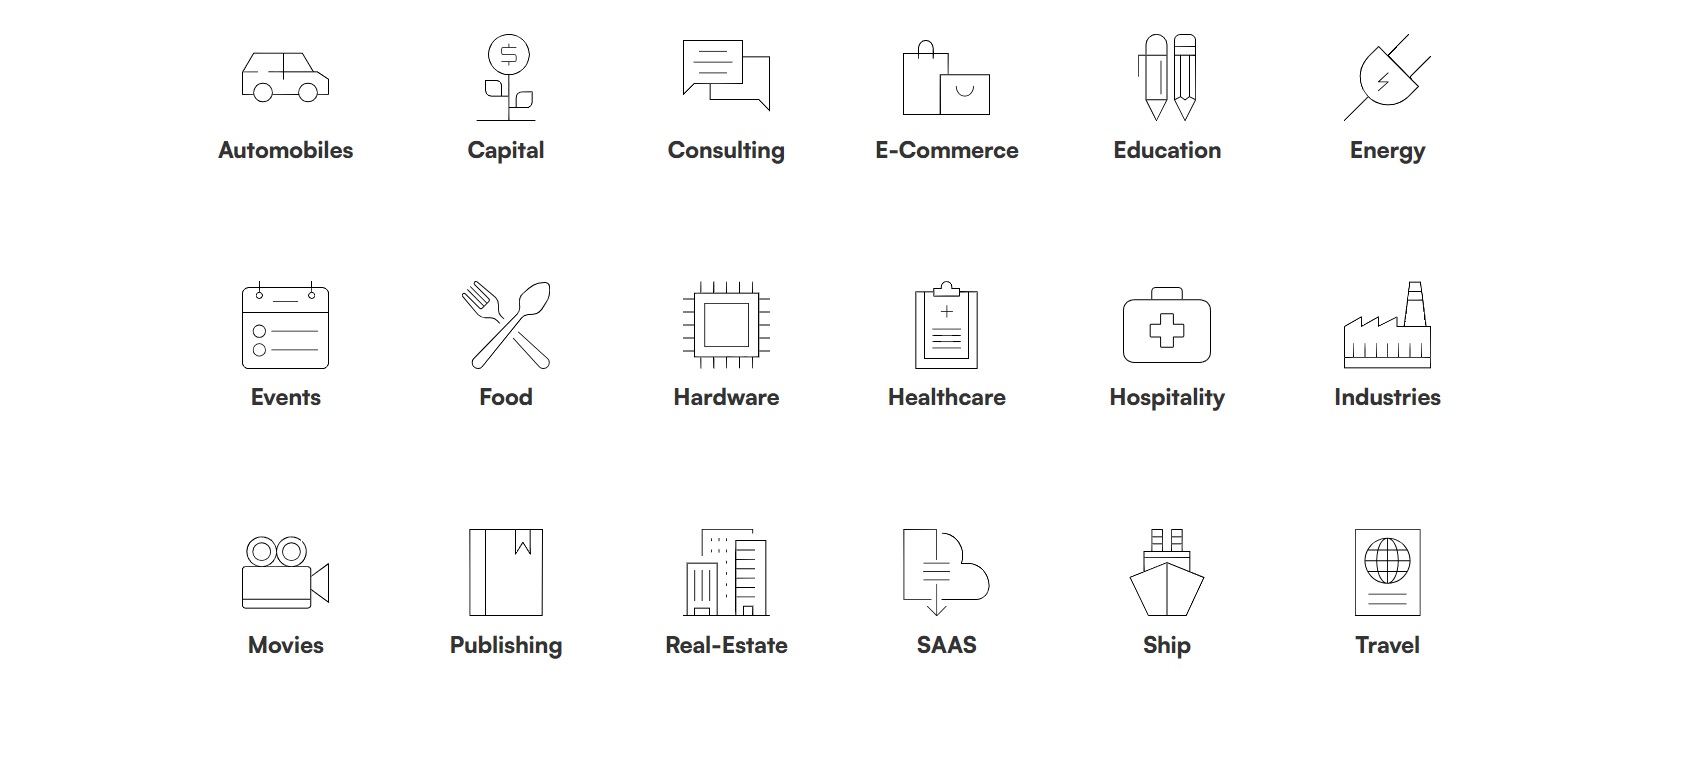 Automobiles
Capital
Consulting
E-Commerce
Education
Energy
Events
Food
Hardware
Healthcare
Hospitality
Industries
Movies
Publishing
Real-Estate
SAAS
Ship
Travel